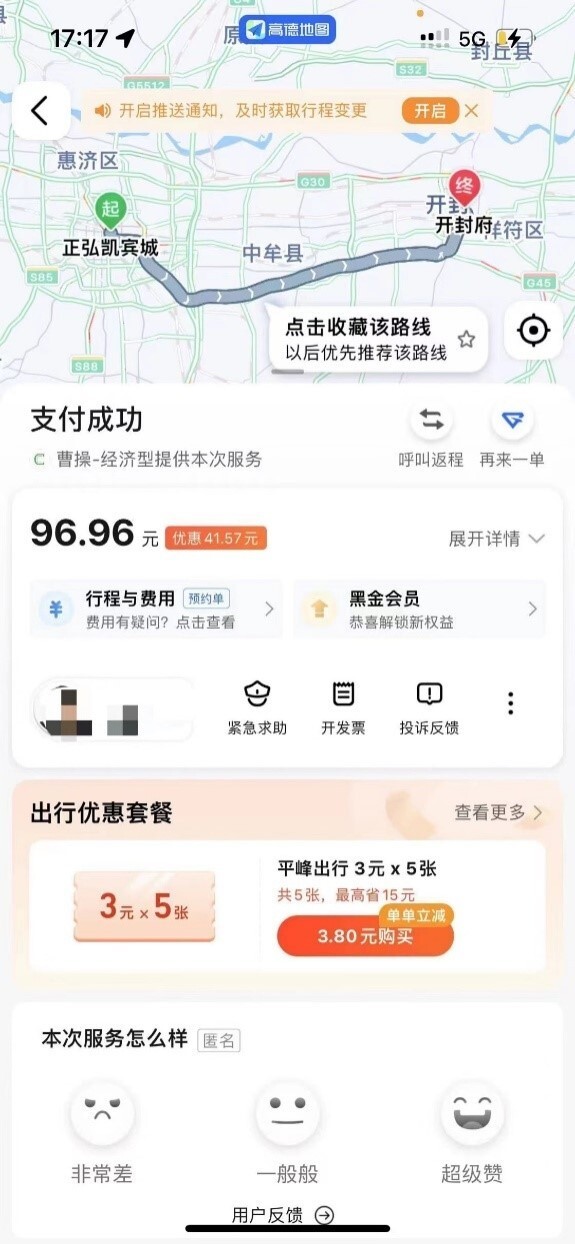 17:17
高德地图
5G
原
封丘县
S32
G5512
开启推送通知，及时获取行程变更
开启
惠济区
G30
起
终
开封
开封府
祥符区
正弘凯宾城
中牟县
S85
G45
点击收藏该路线
以后优先推荐该路线
S88
支付成功
曹操-经济型提供本次服务
呼叫返程
再来一单
96.96 元
优惠41.57元
展开详情
行程与费用
预约单
费用有疑问？点击查看
黑金会员
恭喜解锁新权益
紧急求助
开发票
投诉反馈
出行优惠套餐
查看更多
3元×5张
平峰出行 3元 x 5张
共5张，最高省15元
单单立减
3.80元购买
本次服务怎么样
匿名
非常差
一般般
超级赞
用户反馈